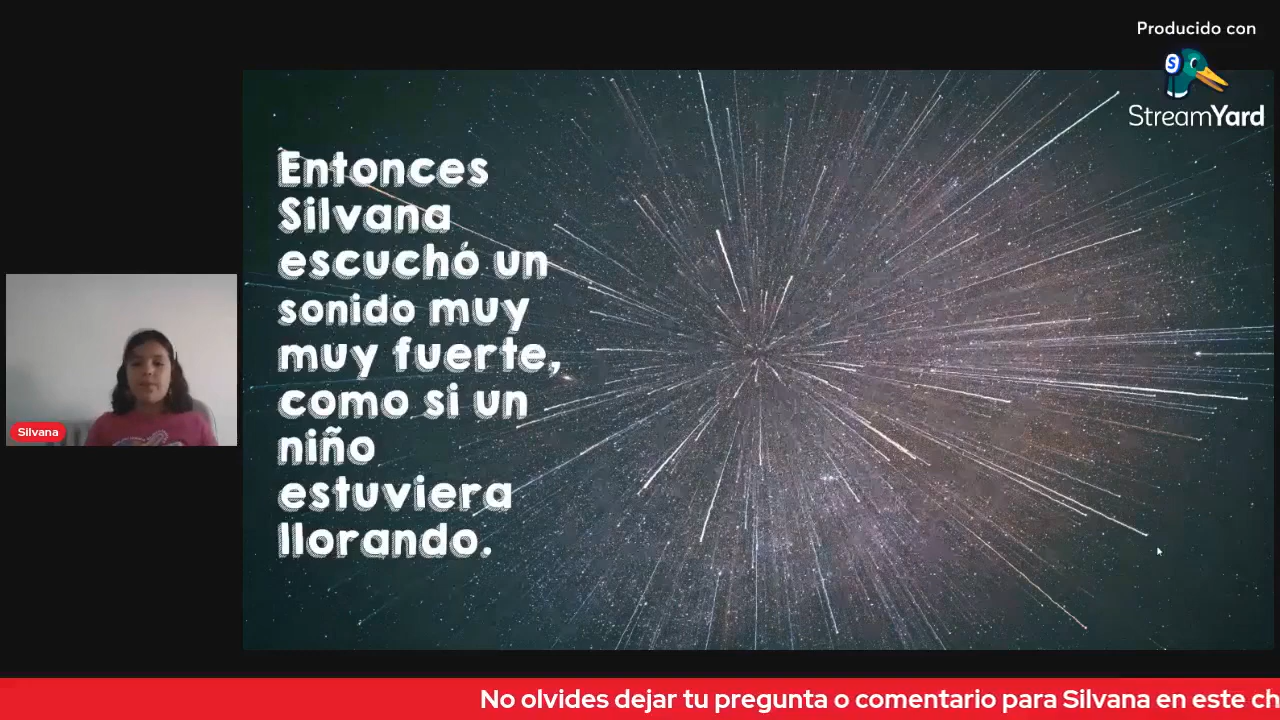 Producido con
StreamYard
Entonces
Silvana
escuchó un
sonido muy
muy fuerte,
como si un
niño
estuviera
llorando.
Silvana
No olvides dejar tu pregunta o comentario para Silvana en este ch